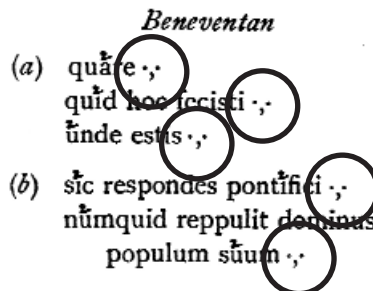 Beneventan
(a) quare ·,·
quid hoc fecisti ·,·
unde estis ·,·
(b) sic respondes pontifici ·,·
numquid reppulit dominus
populum suum ·,·